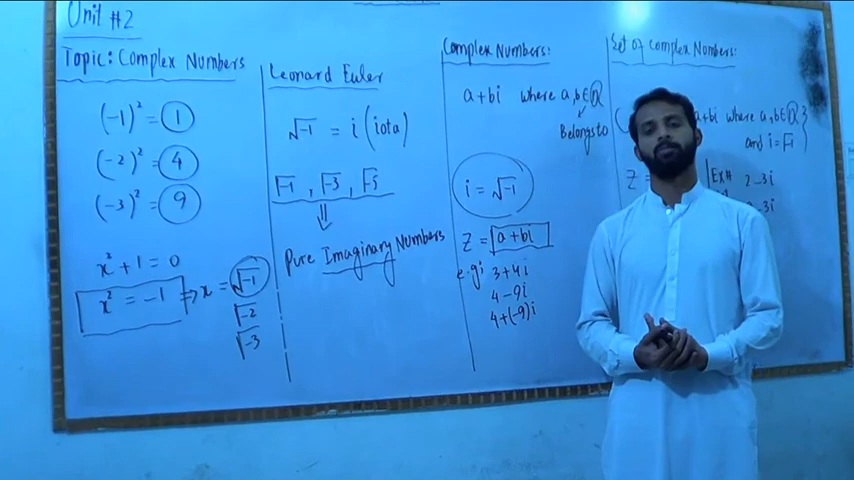 Unit #2
Topic: Complex Numbers
(-1)² = 1
(-2)² = 4
(-3)² = 9
x² + 1 = 0
x² = -1 ⇒ x = √-1
√-2
√-3
Leonard Euler
√-1 = i (iota)
√-1, √-3, √-5
⇓
Pure Imaginary Numbers
Complex Numbers:
a+bi where a,b∈
Belongs to
i = √-1
Z = a+bi
e.g;
3+4i
4-9i
4+(-9)i
Set of Complex Numbers:
a+bi where a,b∈
and i=√-1 }
Z =
Ex#
2-3i